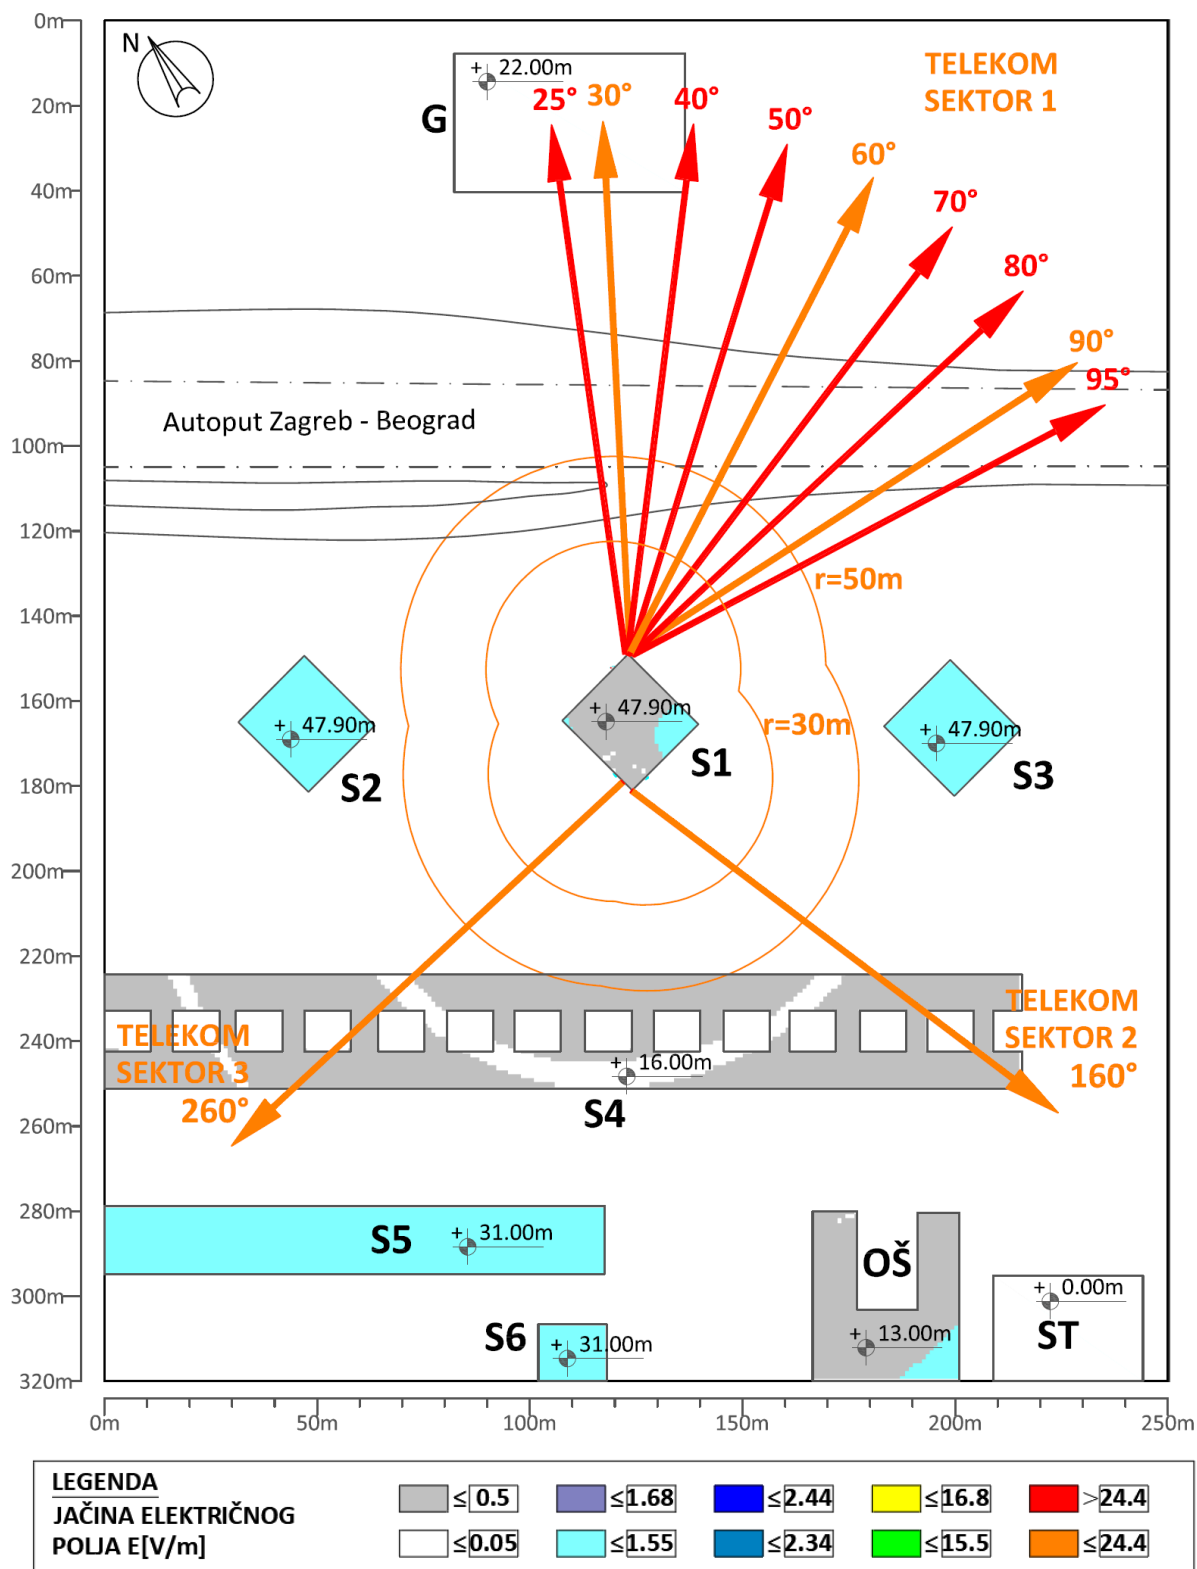 0m
20m
40m
60m
80m
100m
120m
140m
160m
180m
200m
220m
240m
260m
280m
300m
320m
N
+ 22.00m
G
25°
30°
40°
50°
60°
70°
80°
90°
95°
TELEKOM
SEKTOR 1
Autoput Zagreb - Beograd
r=50m
r=30m
+ 47.90m
S2
+ 47.90m
S1
+ 47.90m
S3
TELEKOM
SEKTOR 3
260°
TELEKOM
SEKTOR 2
160°
+ 16.00m
S4
S5
+ 31.00m
S6
+ 31.00m
OŠ
+ 13.00m
+ 0.00m
ST
0m 50m 100m 150m 200m 250m
LEGENDA
JAČINA ELEKTRIČNOG
POLJA E[V/m]
≤ 0.5 ≤1.68 ≤2.44 ≤16.8 >24.4
≤0.05 ≤1.55 ≤2.34 ≤15.5 ≤24.4